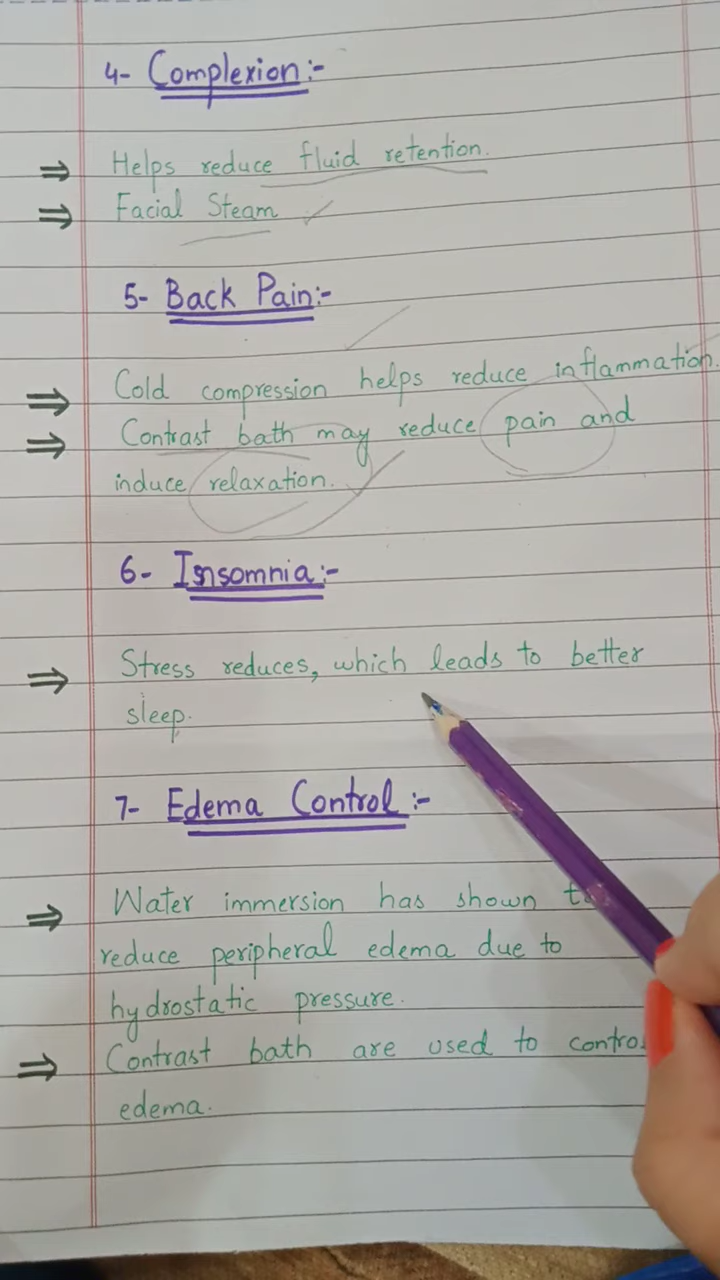 4- Complexion:-
⇒ Helps reduce fluid retention.
⇒ Facial Steam
5- Back Pain:-
⇒ Cold compression helps reduce inflammation.
⇒ Contrast bath may reduce pain and
induce relaxation.
6- Insomnia:-
⇒ Stress reduces, which leads to better
sleep.
7- Edema Control:-
⇒ Water immersion has shown
reduce peripheral edema due to
hydrostatic pressure.
⇒ Contrast bath are used to control
edema.